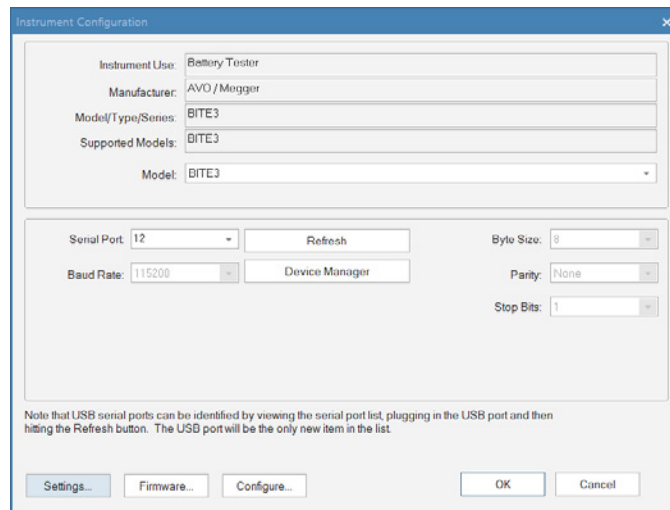 Instrument Configuration
Instrument Use: Battery Tester
Manufacturer: AVO / Megger
Model/Type/Series: BITE3
Supported Models: BITE3
Model: BITE3
Serial Port: 12 Refresh Byte Size: 8
Baud Rate: 115200 Device Manager Parity: None
Stop Bits: 1
Note that USB serial ports can be identified by viewing the serial port list, plugging in the USB port and then
hitting the Refresh button. The USB port will be the only new item in the list.
Settings... Firmware... Configure... OK Cancel